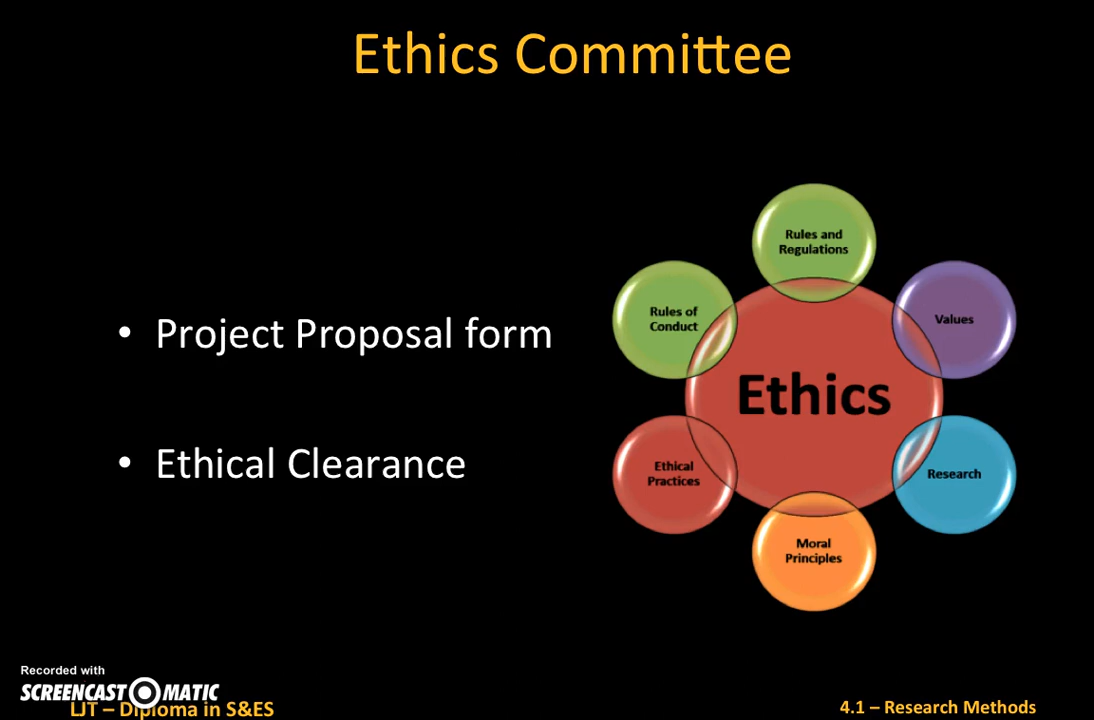 Ethics Committee
• Project Proposal form
• Ethical Clearance
Rules and
Regulations
Rules of
Conduct
Values
Ethics
Ethical
Practices
Research
Moral
Principles
Recorded with
SCREENCAST MATIC
LJT – Diploma in S&ES
4.1 – Research Methods